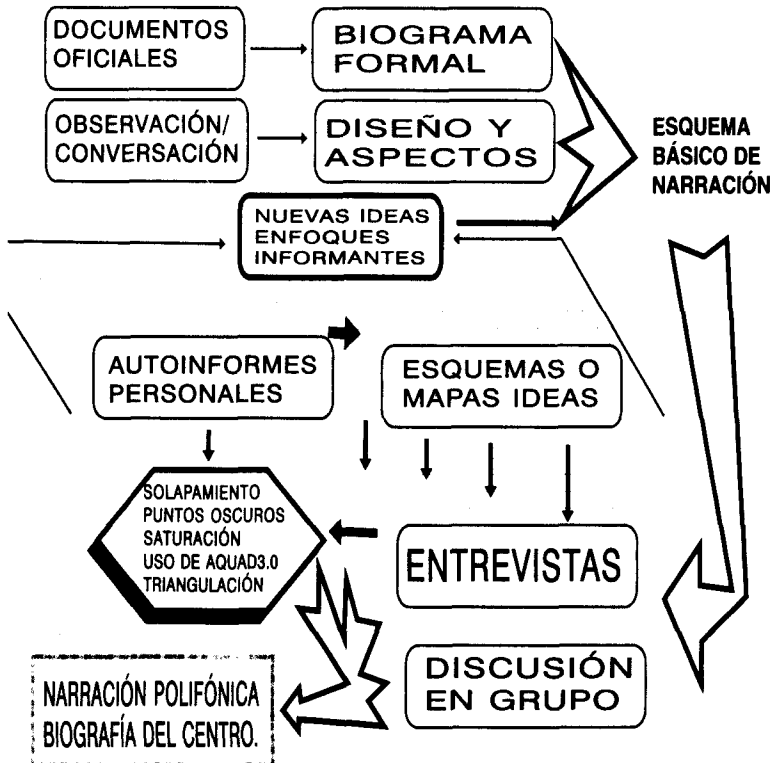 DOCUMENTOS
OFICIALES
BIOGRAMA
FORMAL
OBSERVACIÓN/
CONVERSACIÓN
DISEÑO Y
ASPECTOS
ESQUEMA
BÁSICO DE
NARRACIÓN
NUEVAS IDEAS
ENFOQUES
INFORMANTES
AUTOINFORMES
PERSONALES
ESQUEMAS O
MAPAS IDEAS
SOLAPAMIENTO
PUNTOS OSCUROS
SATURACIÓN
USO DE AQUAD3.0
TRIANGULACIÓN
ENTREVISTAS
DISCUSIÓN
EN GRUPO
NARRACIÓN POLIFÓNICA
BIOGRAFÍA DEL CENTRO.